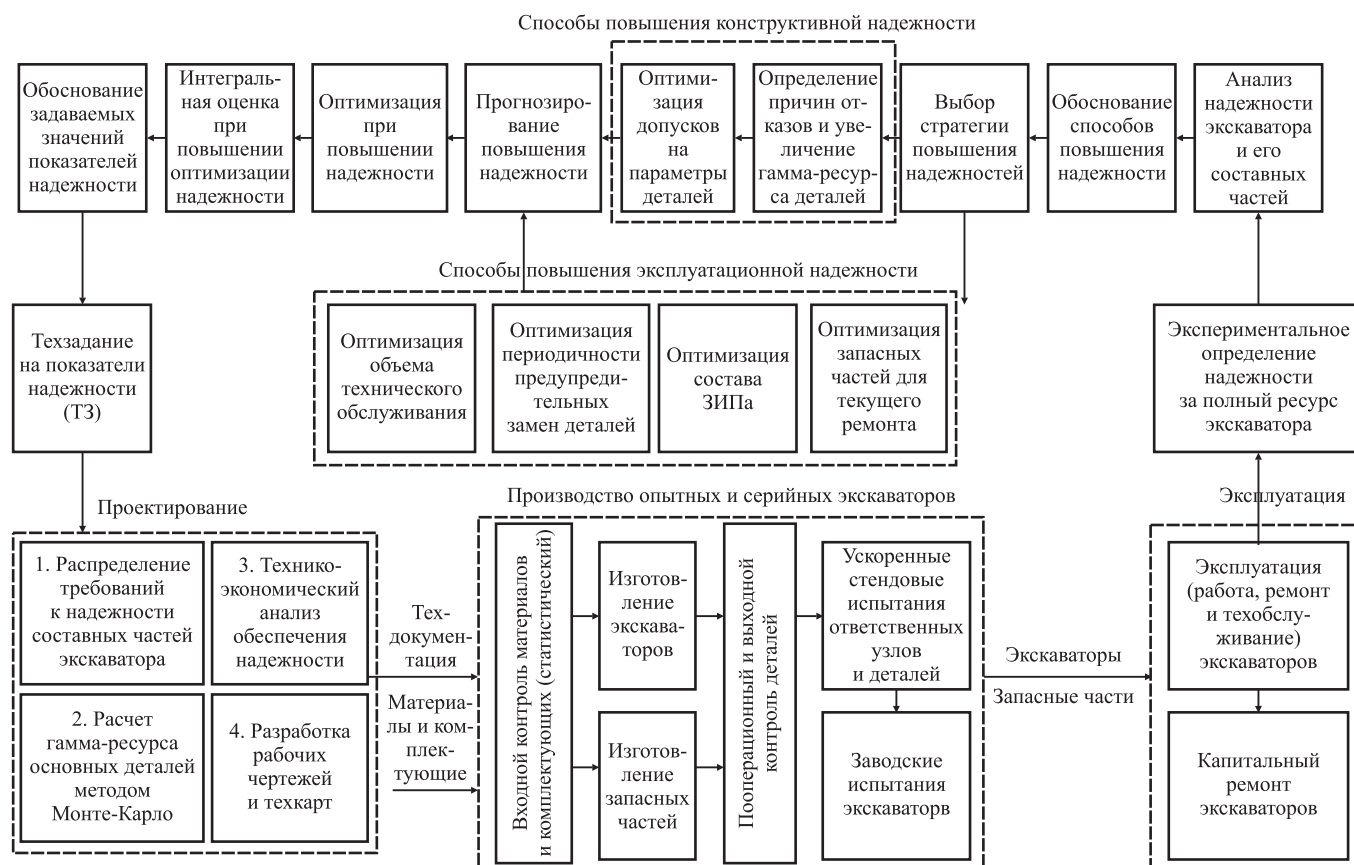 Способы повышения конструктивной надежности
Обоснование
задаваемых
значений
показателей
надежности
Интеграль-
ная оценка
при
повышении
оптимизации
надежности
Оптимизация
при
повышении
надежности
Прогнозиро-
рование
повышения
надежности
Оптими-
зация
допусков
на
параметры
деталей
Определение
причин от-
казов и уве-
личение
гамма-ресур-
са деталей
Выбор
стратегии
повышения
надежностей
Обоснование
способов
повышения
надежности
Анализ
надежности
экскаватора
и его
составных
частей
Способы повышения эксплуатационной надежности
Техзадание
на показатели
надежности
(ТЗ)
Оптимизация
объема
технического
обслуживания
Оптимизация
периодичности
предупреди-
тельных
замен деталей
Оптимизация
состава
ЗИПа
Оптимизация
запасных
частей для
текущего
ремонта
Экспериментальное
определение
надежности
за полный ресурс
экскаватора
Проектирование
1. Распределение
требований
к надежности
составных частей
экскаватора
3. Технико-
экономический
анализ
обеспечения
надежности
2. Расчет
гамма-ресурса
основных деталей
методом
Монте-Карло
4. Разработка
рабочих
чертежей
и техкарт
Тех-
докумен-
тация
Материа-
лы и ком-
плек-
тующие
Производство опытных и серийных экскаваторов
Входной контроль материалов
и комплектующих (статистический)
Изготов-
ление
экскава-
торов
Изготов-
ление
запасных
частей
Пооперационный и выходной
контроль деталей
Ускоренные
стендовые
испытания
ответственных
узлов
и деталей
Заводские
испытания
экскаваторв
Экскаваторы
Запасные части
Эксплуатация
Эксплуатация
(работа, ремонт
и техобслу-
живание)
экскаваторов
Капитальный
ремонт
экскаваторов